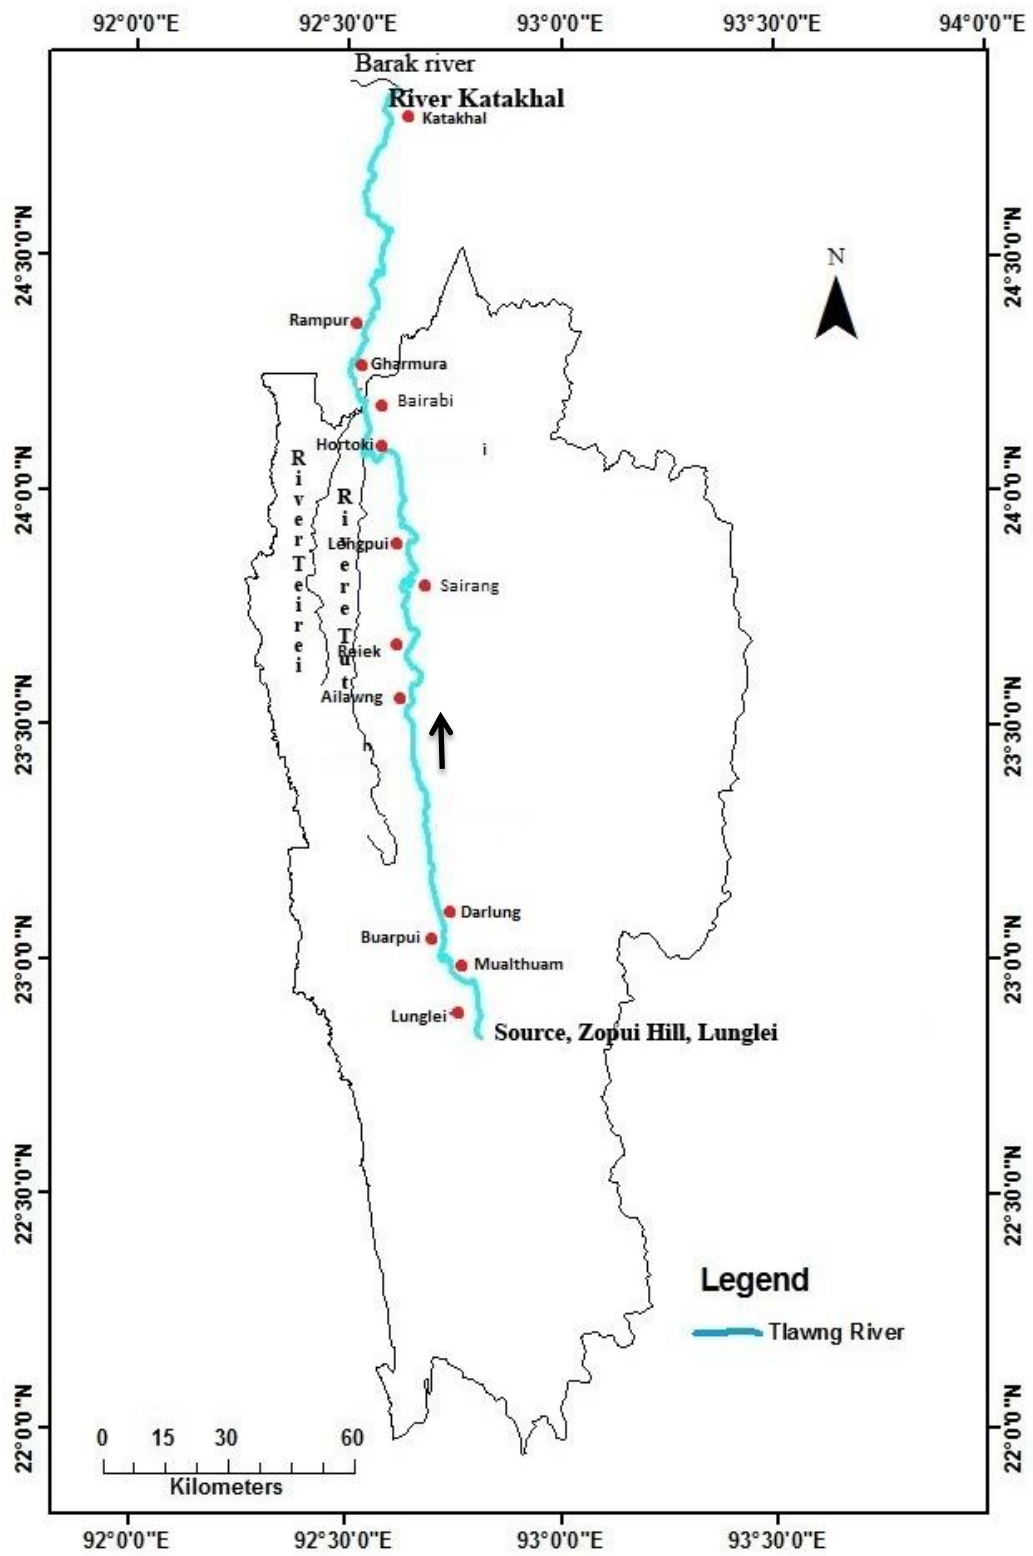 92°0'0"E 92°30'0"E 93°0'0"E 93°30'0"E 94°0'0"E
Barak river
River Katakhal
Katakhal
24°30'0"N
24°30'0"N
N
Rampur
Gharmura
Bairabi
Hortoki
i
River Teirei
Rivere Tut
24°0'0"N
24°0'0"N
Lengpui
Sairang
Reiek
Ailawng
23°30'0"N
23°30'0"N
h
Darlung
Buarpui
Mualthuam
23°0'0"N
23°0'0"N
Lunglei
Source, Zopui Hill, Lunglei
22°30'0"N
22°30'0"N
Legend
Tlawng River
22°0'0"N
22°0'0"N
0 15 30 60
Kilometers
92°0'0"E 92°30'0"E 93°0'0"E 93°30'0"E